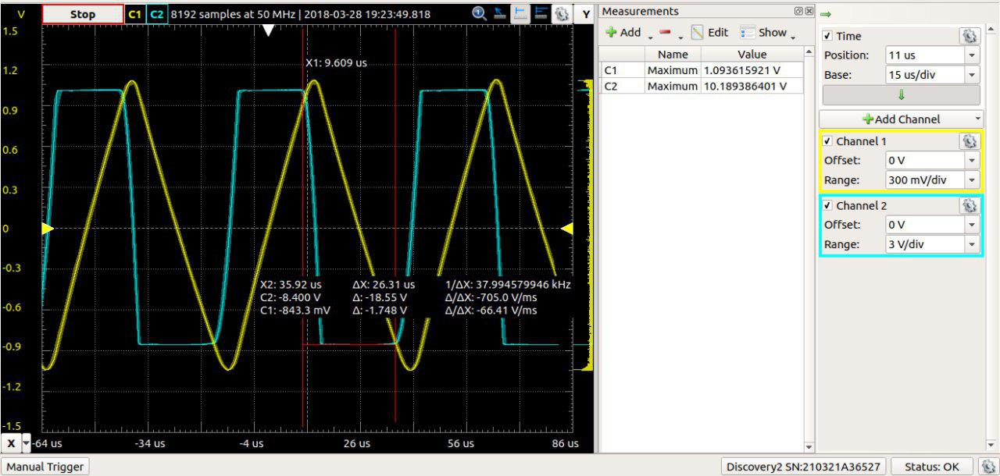 V Stop C1 C2 8192 samples at 50 MHz | 2018-03-28 19:23:49.818 Y
Measurements
Add Edit Show
Name Value
C1 Maximum 1.093615921 V
C2 Maximum 10.189386401 V
1.5
1.2
0.9
0.6
0.3
0
-0.3
-0.6
-0.9
-1.2
-1.5
X1: 9.609 us
X2: 35.92 us ΔX: 26.31 us 1/ΔX: 37.994579946 kHz
C2: -8.400 V Δ: -18.55 V Δ/ΔX: -705.0 V/ms
C1: -843.3 mV Δ: -1.748 V Δ/ΔX: -66.41 V/ms
X -64 us -34 us -4 us 26 us 56 us 86 us
Time
Position: 11 us
Base: 15 us/div
Add Channel
Channel 1
Offset: 0 V
Range: 300 mV/div
Channel 2
Offset: 0 V
Range: 3 V/div
Manual Trigger Discovery2 SN:210321A36527 Status: OK